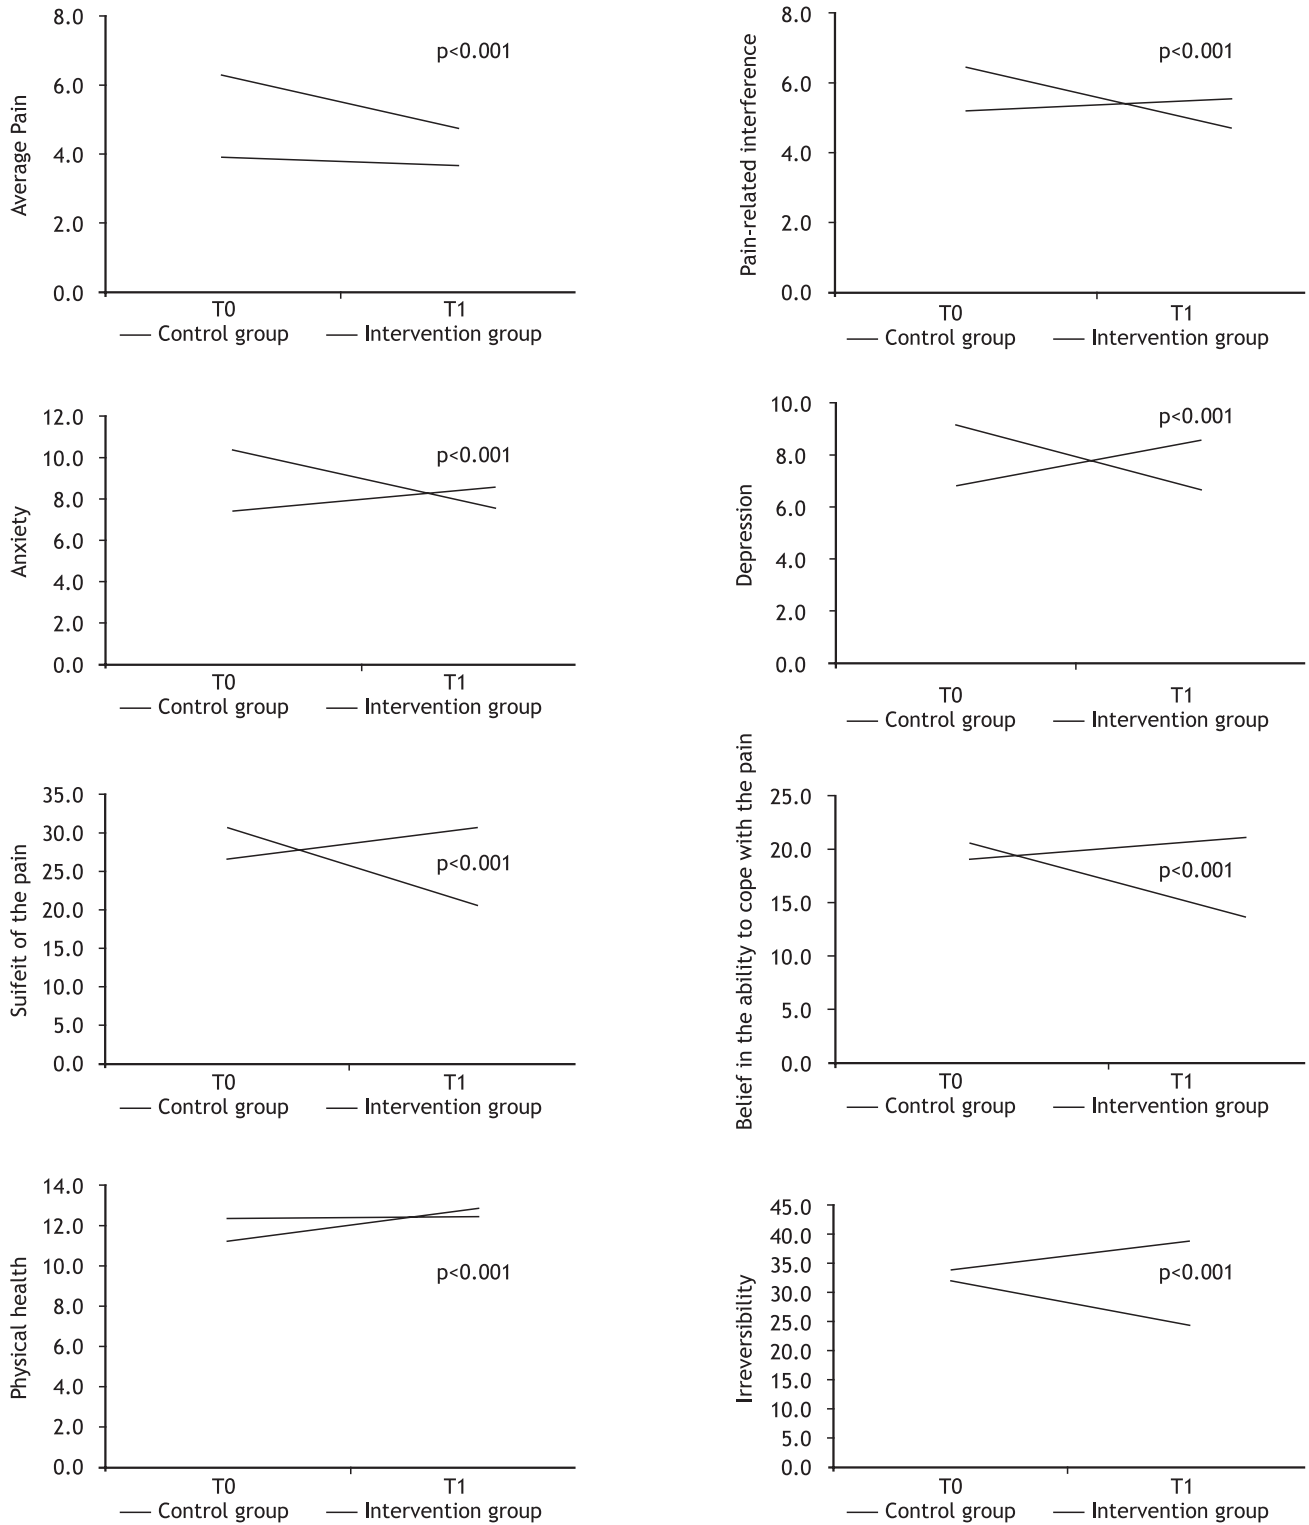 8.0
6.0
4.0
2.0
0.0
Average Pain
p<0.001
T0 T1
Control group Intervention group
8.0
6.0
4.0
2.0
0.0
Pain-related interference
p<0.001
T0 T1
Control group Intervention group
12.0
10.0
8.0
6.0
4.0
2.0
0.0
Anxiety
p<0.001
T0 T1
Control group Intervention group
10.0
8.0
6.0
4.0
2.0
0.0
Depression
p<0.001
T0 T1
Control group Intervention group
35.0
30.0
25.0
20.0
15.0
10.0
5.0
0.0
Suifeit of the pain
p<0.001
T0 T1
Control group Intervention group
25.0
20.0
15.0
10.0
5.0
0.0
Belief in the ability to cope with the pain
p<0.001
T0 T1
Control group Intervention group
14.0
12.0
10.0
8.0
6.0
4.0
2.0
0.0
Physical health
p<0.001
T0 T1
Control group Intervention group
45.0
40.0
35.0
30.0
25.0
20.0
15.0
10.0
5.0
0.0
Irreversibility
p<0.001
T0 T1
Control group Intervention group